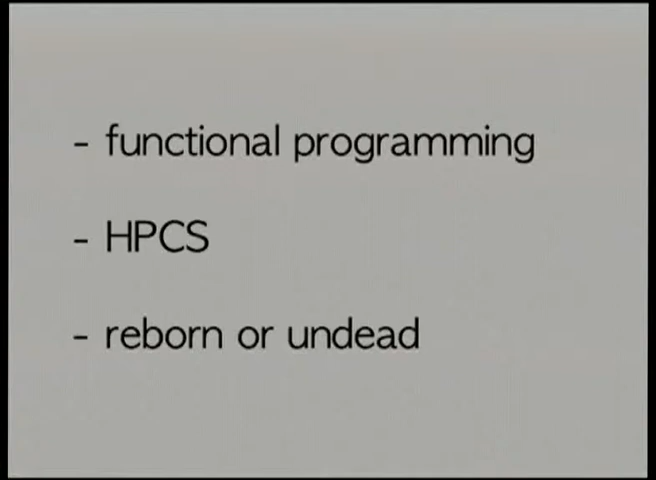 - functional programming
- HPCS
- reborn or undead